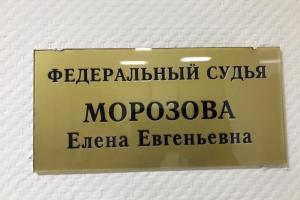 ФЕДЕРАЛЬНЫЙ СУДЬЯ
МОРОЗОВА
Елена Евгеньевна